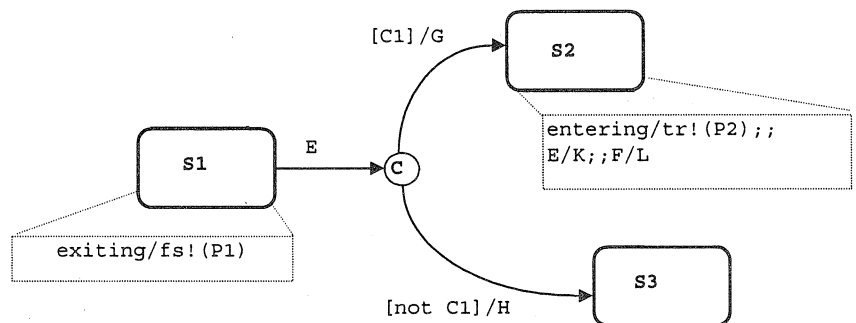 [C1]/G
S2
entering/tr!(P2);;
E/K;;F/L
S1
E
C
exiting/fs!(P1)
S3
[not C1]/H